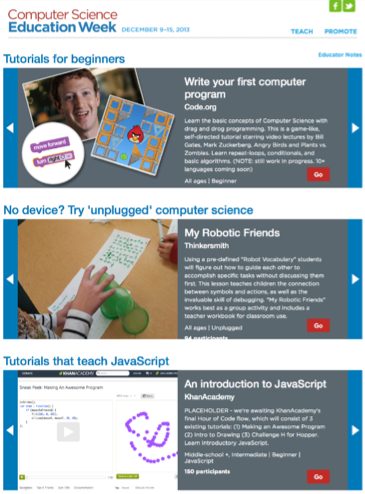 Computer Science
Education Week DECEMBER 9-15, 2013
TEACH PROMOTE
Tutorials for beginners
Educator Notes
move forward
turn
Write your first computer
program
Code.org
Learn the basic concepts of Computer Science with
drag and drop programming. This is a game-like,
self-directed tutorial starring video lectures by Bill
Gates, Mark Zuckerberg, Angry Birds and Plants vs.
Zombies. Learn repeat-loops, conditionals, and
basic algorithms. (NOTE: still work in progress. 10+
languages coming soon)
All ages | Beginner
Go
No device? Try 'unplugged' computer science
My Robotic Friends
Thinkersmith
Using a pre-defined "Robot Vocabulary" students
will figure out how to guide each other to
accomplish specific tasks without discussing them
first. This lesson teaches children the connection
between symbols and actions, as well as the
invaluable skill of debugging. "My Robotic Friends"
works best as a group activity and includes a
teacher workbook for classroom use.
All ages | Unplugged
94 participants
Go
Tutorials that teach JavaScript
KHANACADEMY
Sneak Peek: Making An Awesome Program
An introduction to JavaScript
KhanAcademy
PLACEHOLDER - we're awaiting KhanAcademy's
final Hour of Code flow, which will consist of 3
existing tutorials: (1) Making an Awesome Program
(2) Intro to Drawing (3) Challenge H for Hopper.
Learn introductory JavaScript.
Middle-school +, Intermediate | Beginner |
JavaScript
150 participants
Go